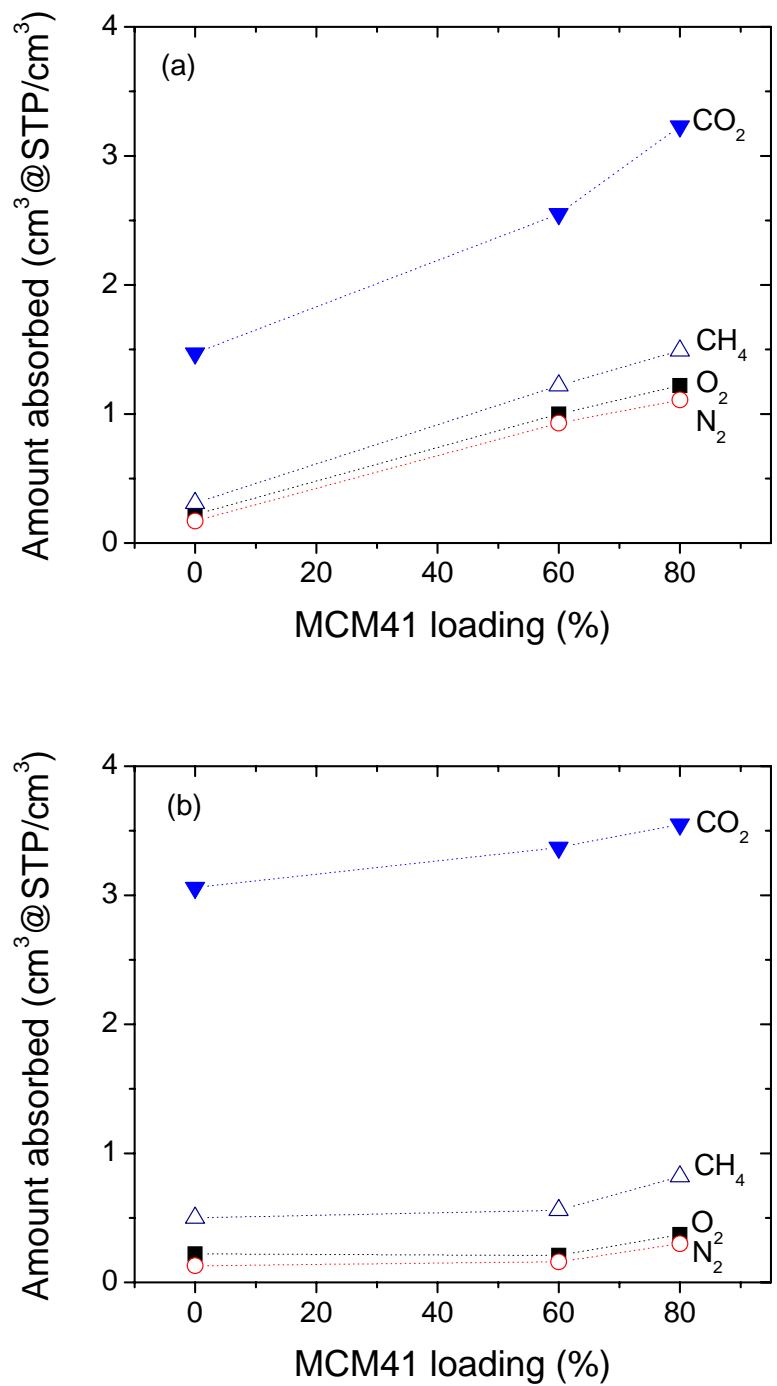 (a)
4
3
2
1
0
Amount absorbed (cm³@STP/cm³)
CO₂
CH₄
O₂
N₂
0 20 40 60 80
MCM41 loading (%)
(b)
4
3
2
1
0
Amount absorbed (cm³@STP/cm³)
CO₂
CH₄
O₂
N₂
0 20 40 60 80
MCM41 loading (%)